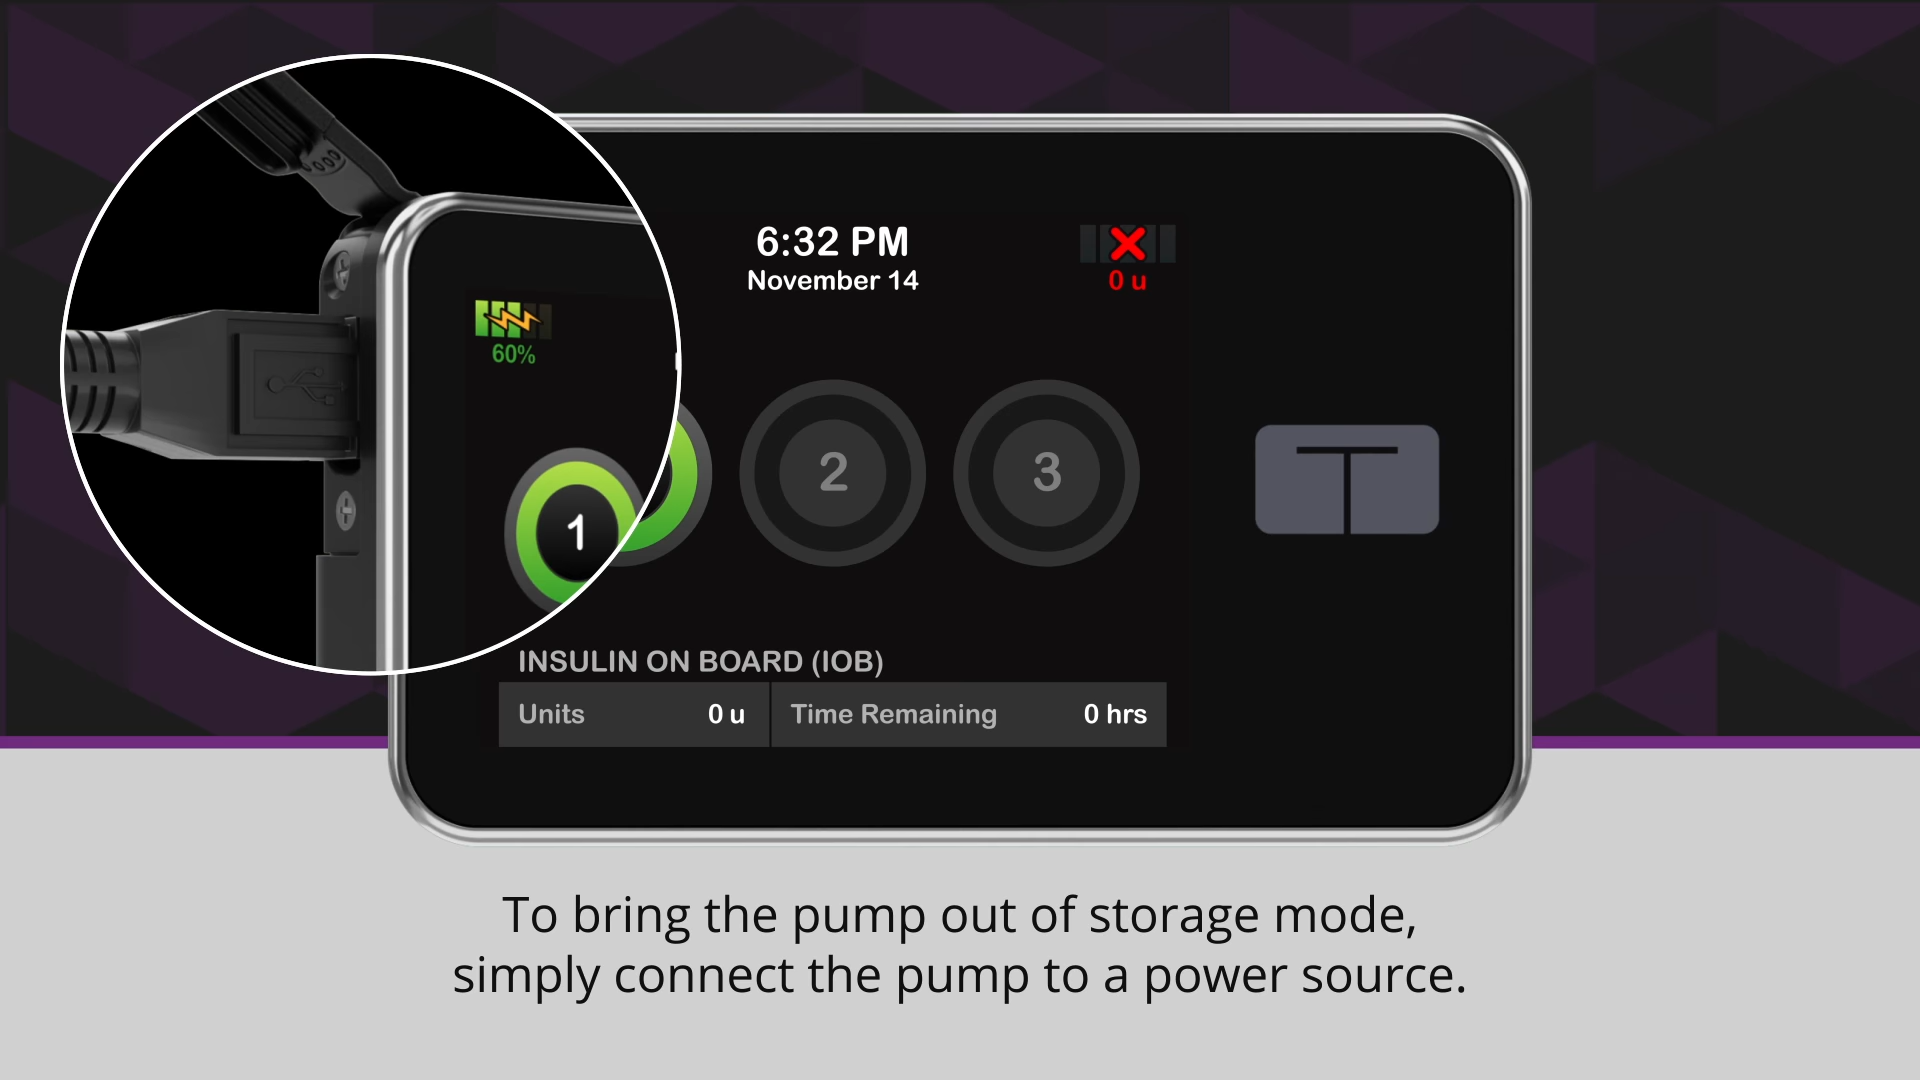 6:32 PM
November 14
0 u
60%
1
2
3
INSULIN ON BOARD (IOB)
Units 0 u Time Remaining 0 hrs
To bring the pump out of storage mode,
simply connect the pump to a power source.